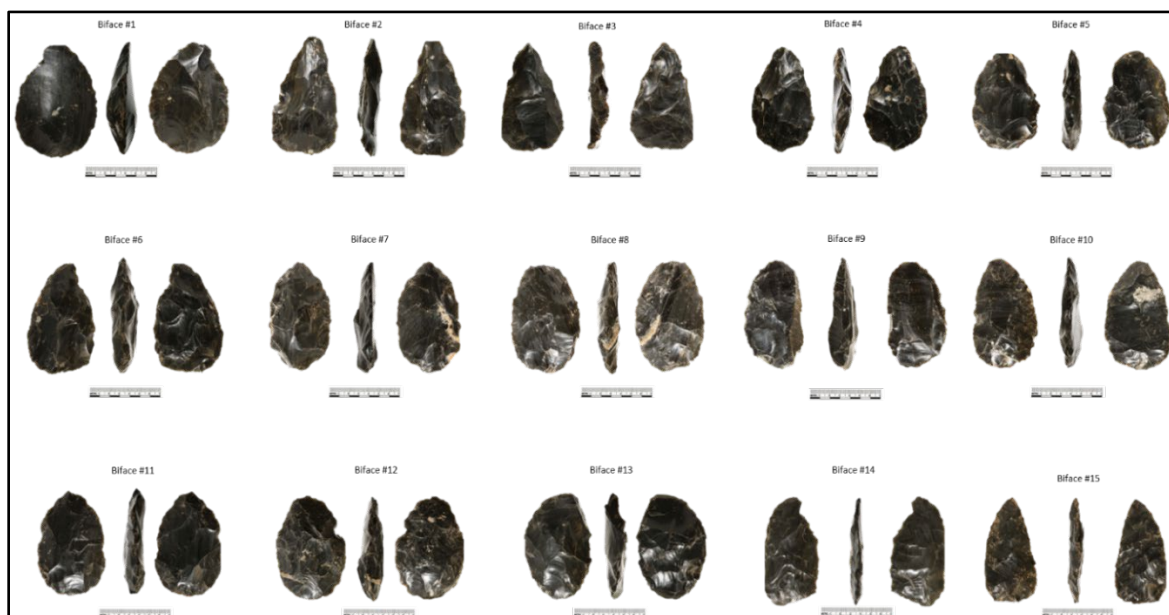 Biface #1
Biface #2
Biface #3
Biface #4
Biface #5
Biface #6
Biface #7
Biface #8
Biface #9
Biface #10
Biface #11
Biface #12
Biface #13
Biface #14
Biface #15